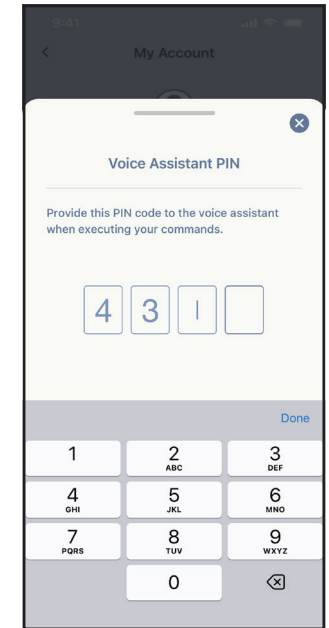 9:41
My Account
Voice Assistant PIN
Provide this PIN code to the voice assistant
when executing your commands.
4 3
Done
1 2 3
ABC DEF
4 5 6
GHI JKL MNO
7 8 9
PQRS TUV WXYZ
0